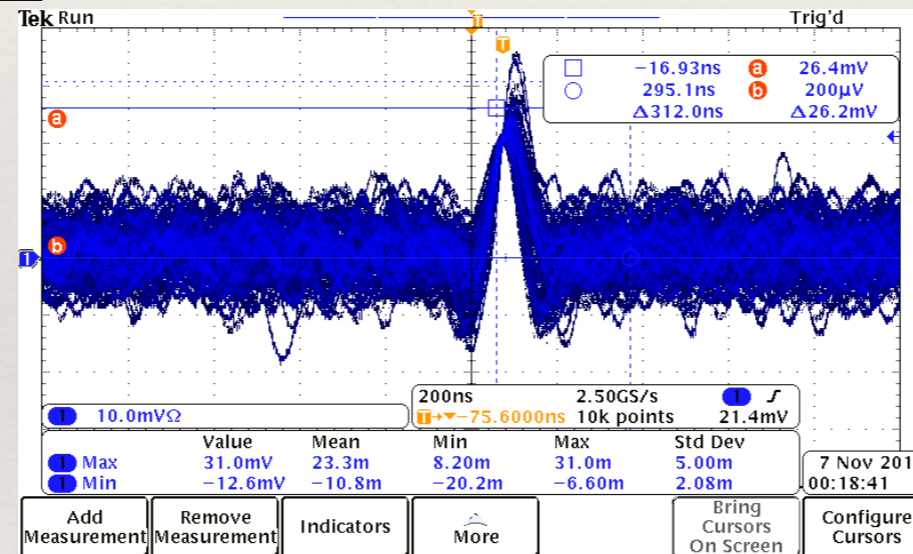 Tek Run Trig'd
T
T
−16.93ns a 26.4mV
295.1ns b 200µV
Δ312.0ns Δ26.2mV
a
b
1
1 10.0mVΩ
200ns 2.50GS/s 1
T→▼−75.6000ns 10k points 21.4mV
Value Mean Min Max Std Dev
1 Max 31.0mV 23.3m 8.20m 31.0m 5.00m
1 Min −12.6mV −10.8m −20.2m −6.60m 2.08m
7 Nov 201
00:18:41
Add Measurement
Remove Measurement
Indicators
More
Bring Cursors On Screen
Configure Cursors